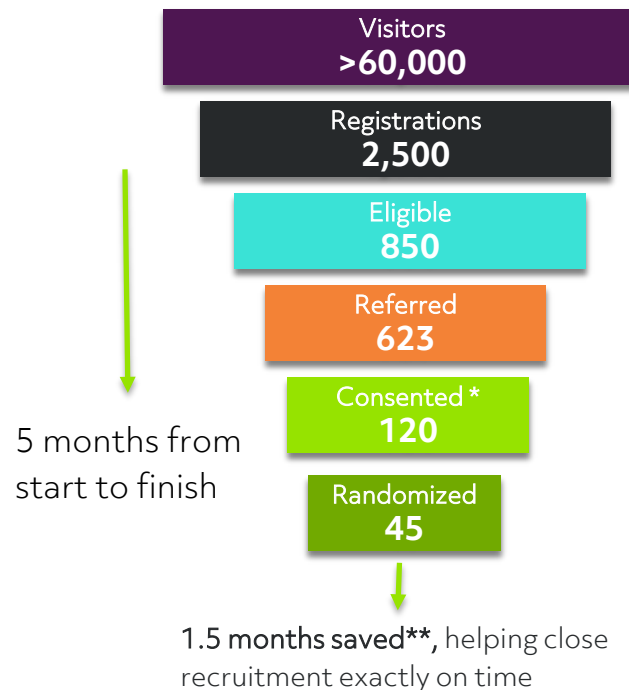 Visitors
>60,000
Registrations
2,500
Eligible
850
Referred
623
Consented *
120
Randomized
45
5 months from
start to finish
1.5 months saved**, helping close
recruitment exactly on time